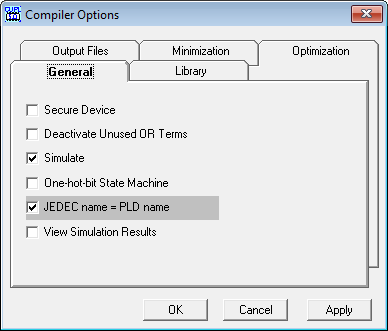 Compiler Options
Output Files
Minimization
Optimization
General
Library
Secure Device
Deactivate Unused OR Terms
Simulate
One-hot-bit State Machine
JEDEC name = PLD name
View Simulation Results
OK
Cancel
Apply